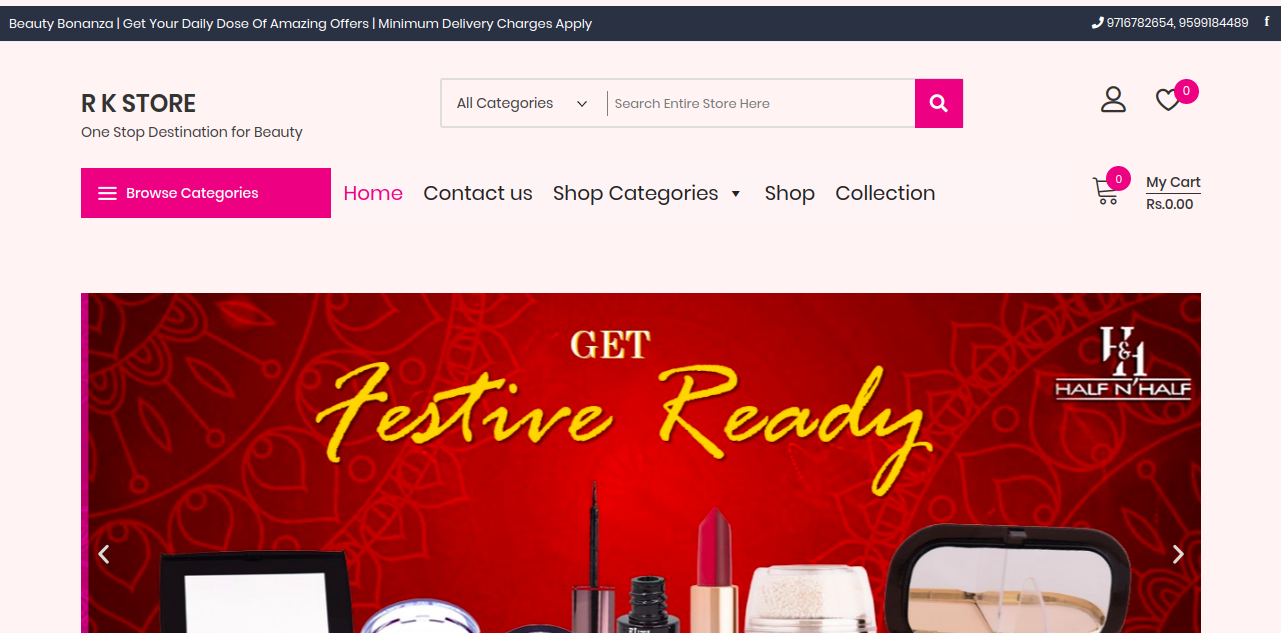 Beauty Bonanza | Get Your Daily Dose Of Amazing Offers | Minimum Delivery Charges Apply
9716782654, 9599184489
f
R K STORE
One Stop Destination for Beauty
All Categories
Search Entire Store Here
0
Browse Categories
Home
Contact us
Shop Categories
Shop
Collection
0
My Cart
Rs.0.00
GET
Festive Ready
H&H
HALF N'HALF